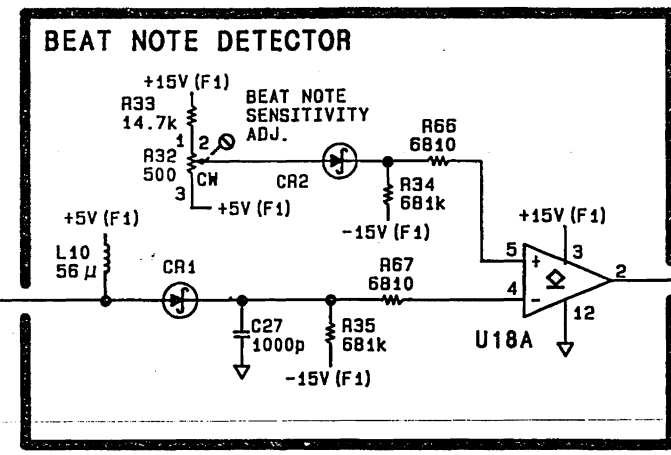 BEAT NOTE DETECTOR
+15V (F1)
R33
14.7k
BEAT NOTE
SENSITIVITY
ADJ.
1
2
R32
500
CW
3
+5V (F1)
CR2
R66
6810
R34
681k
-15V (F1)
+5V (F1)
L10
56 μ
CR1
C27
1000p
R35
681k
-15V (F1)
R67
6810
+15V (F1)
5
+
3
4
-
2
12
U18A